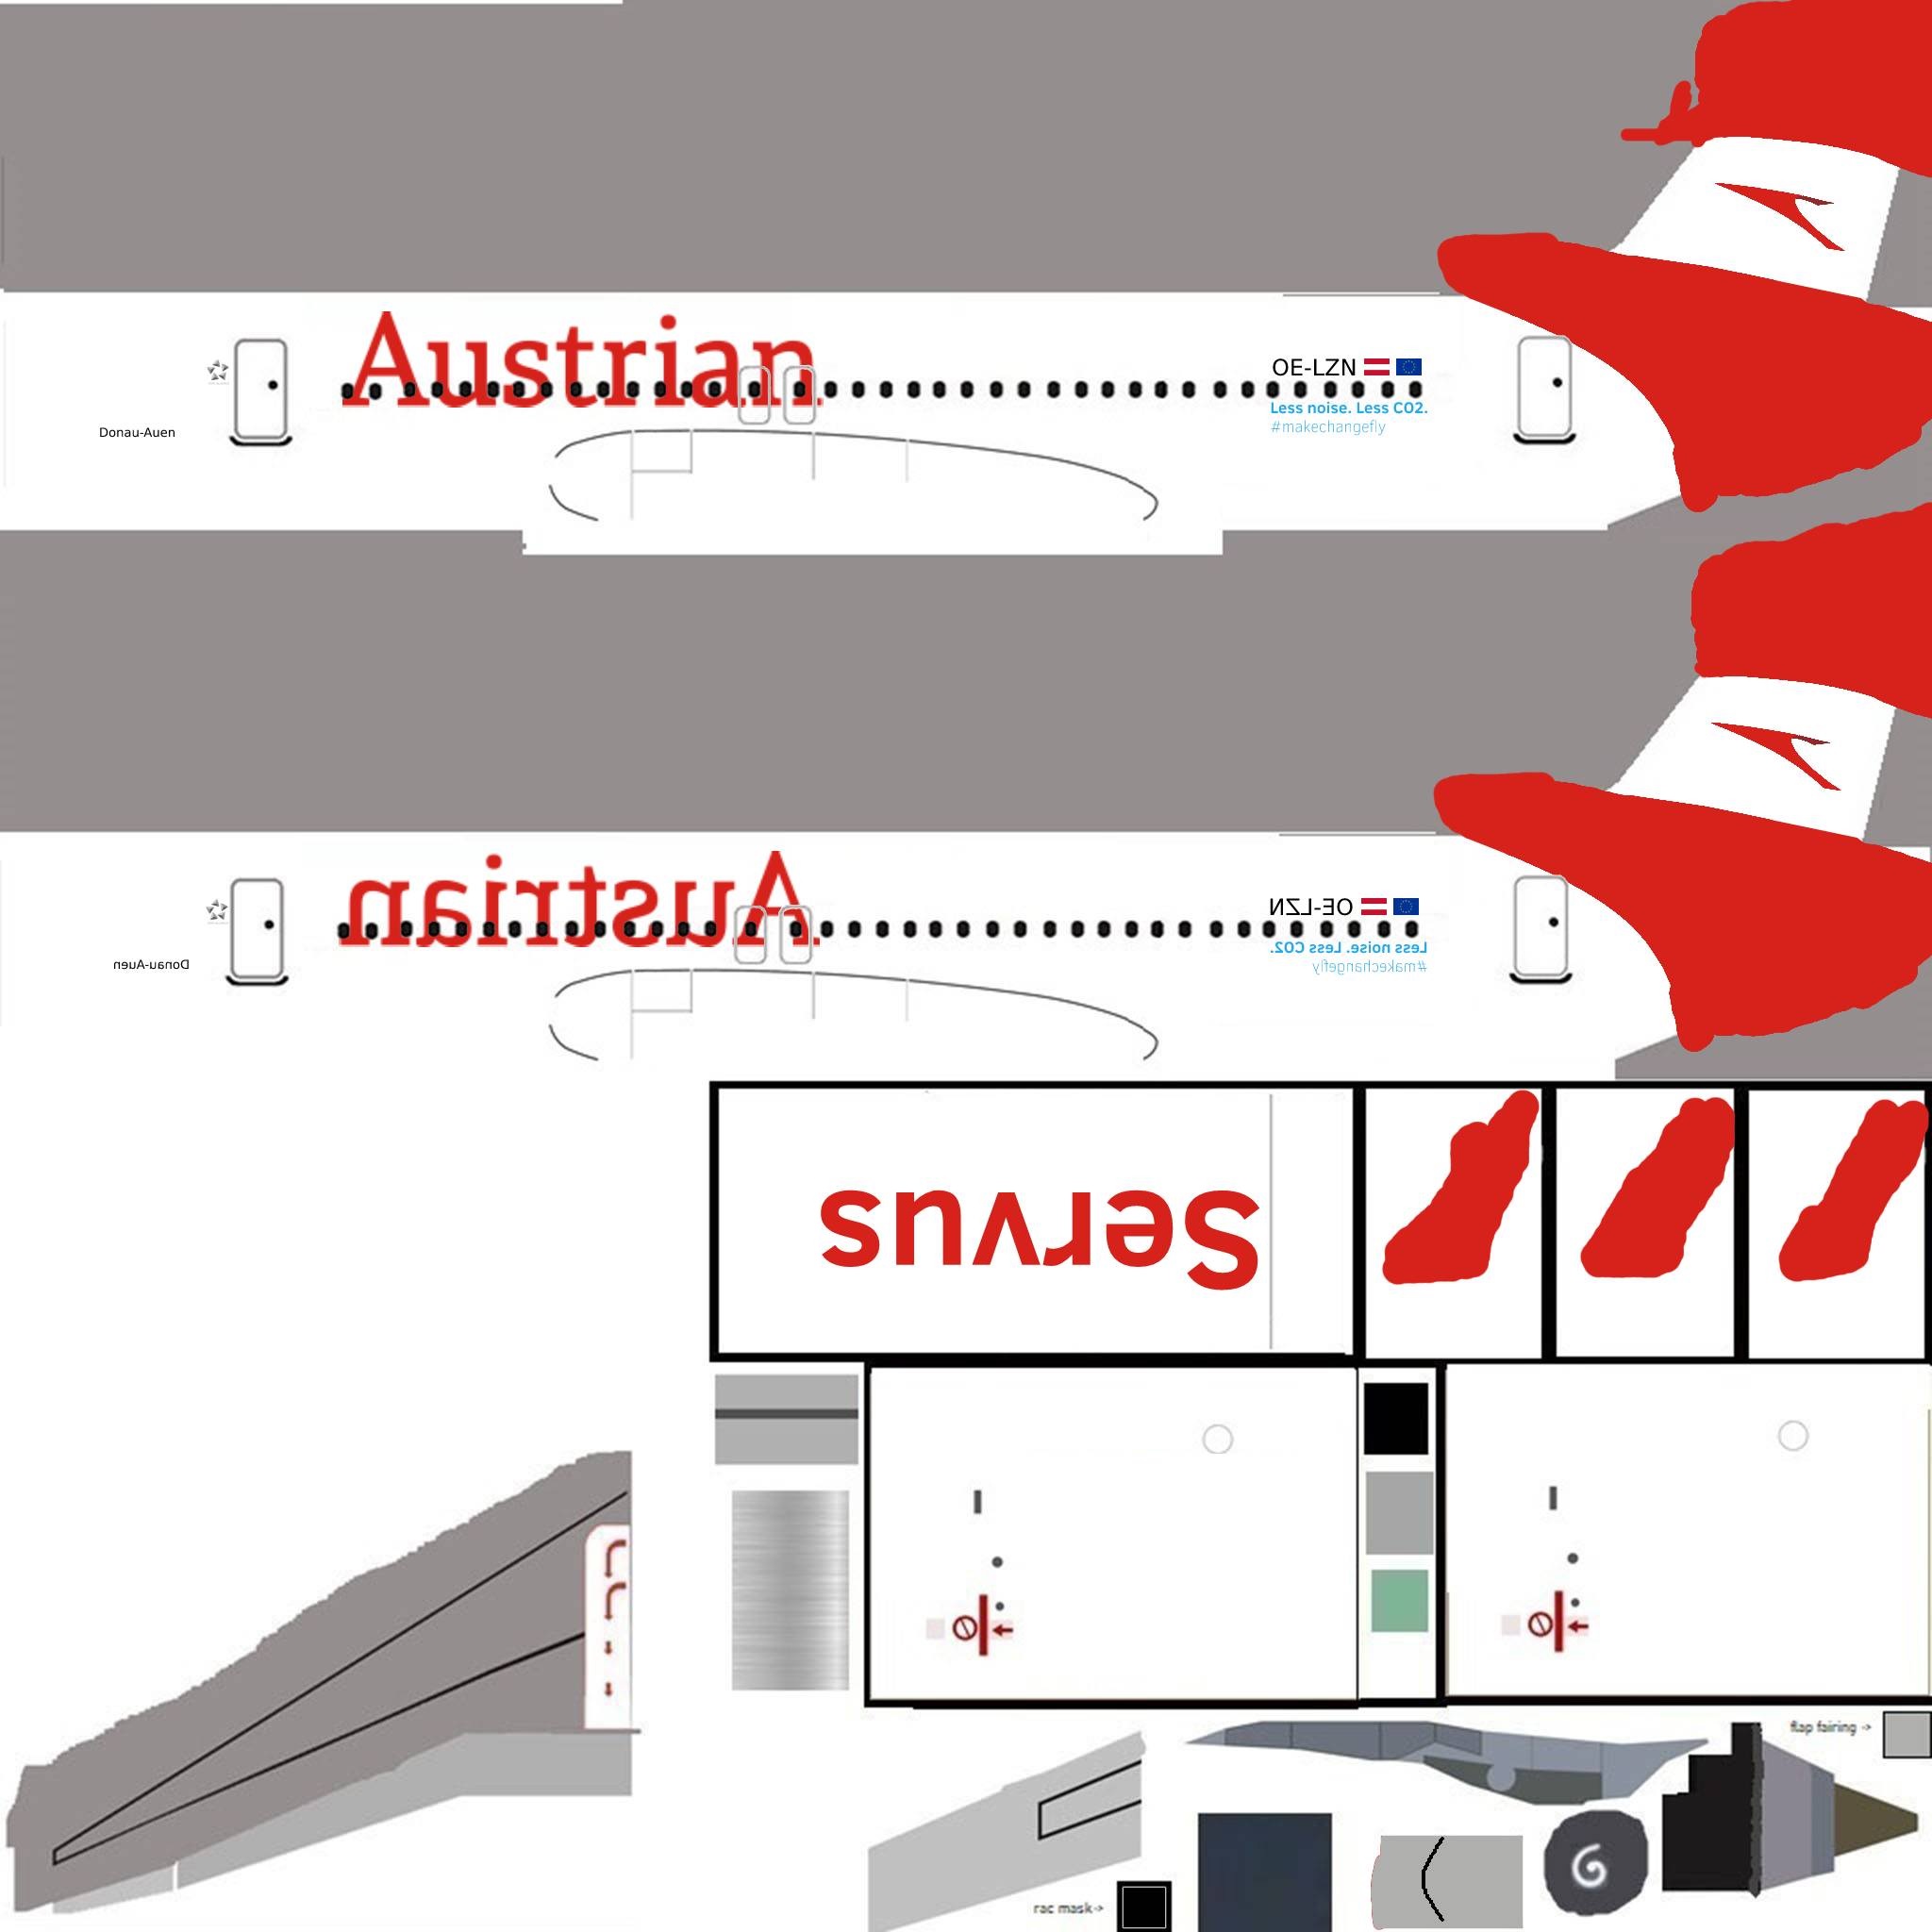 Austrian
OE-LZN
Less noise. Less CO2.
#makechangefly
Donau-Auen
Austrian
OE-LZN
Less noise. Less CO2.
#makechangefly
Donau-Auen
Servus
flap fairing ->
rac mask->